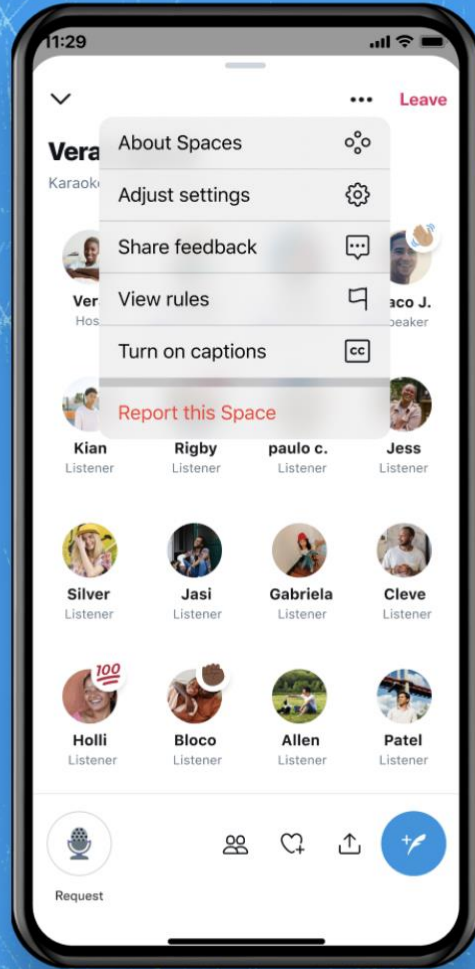 11:29
Leave
Vera
About Spaces
Karaok
Adjust settings
Share feedback
Ver
View rules
aco J.
Hos
peaker
Turn on captions
CC
Report this Space
Kian Rigby paulo c. Jess
Listener Listener Listener Listener
Silver Jasi Gabriela Cleve
Listener Listener Listener Listener
100
Holli Bloco Allen Patel
Listener Listener Listener Listener
Request